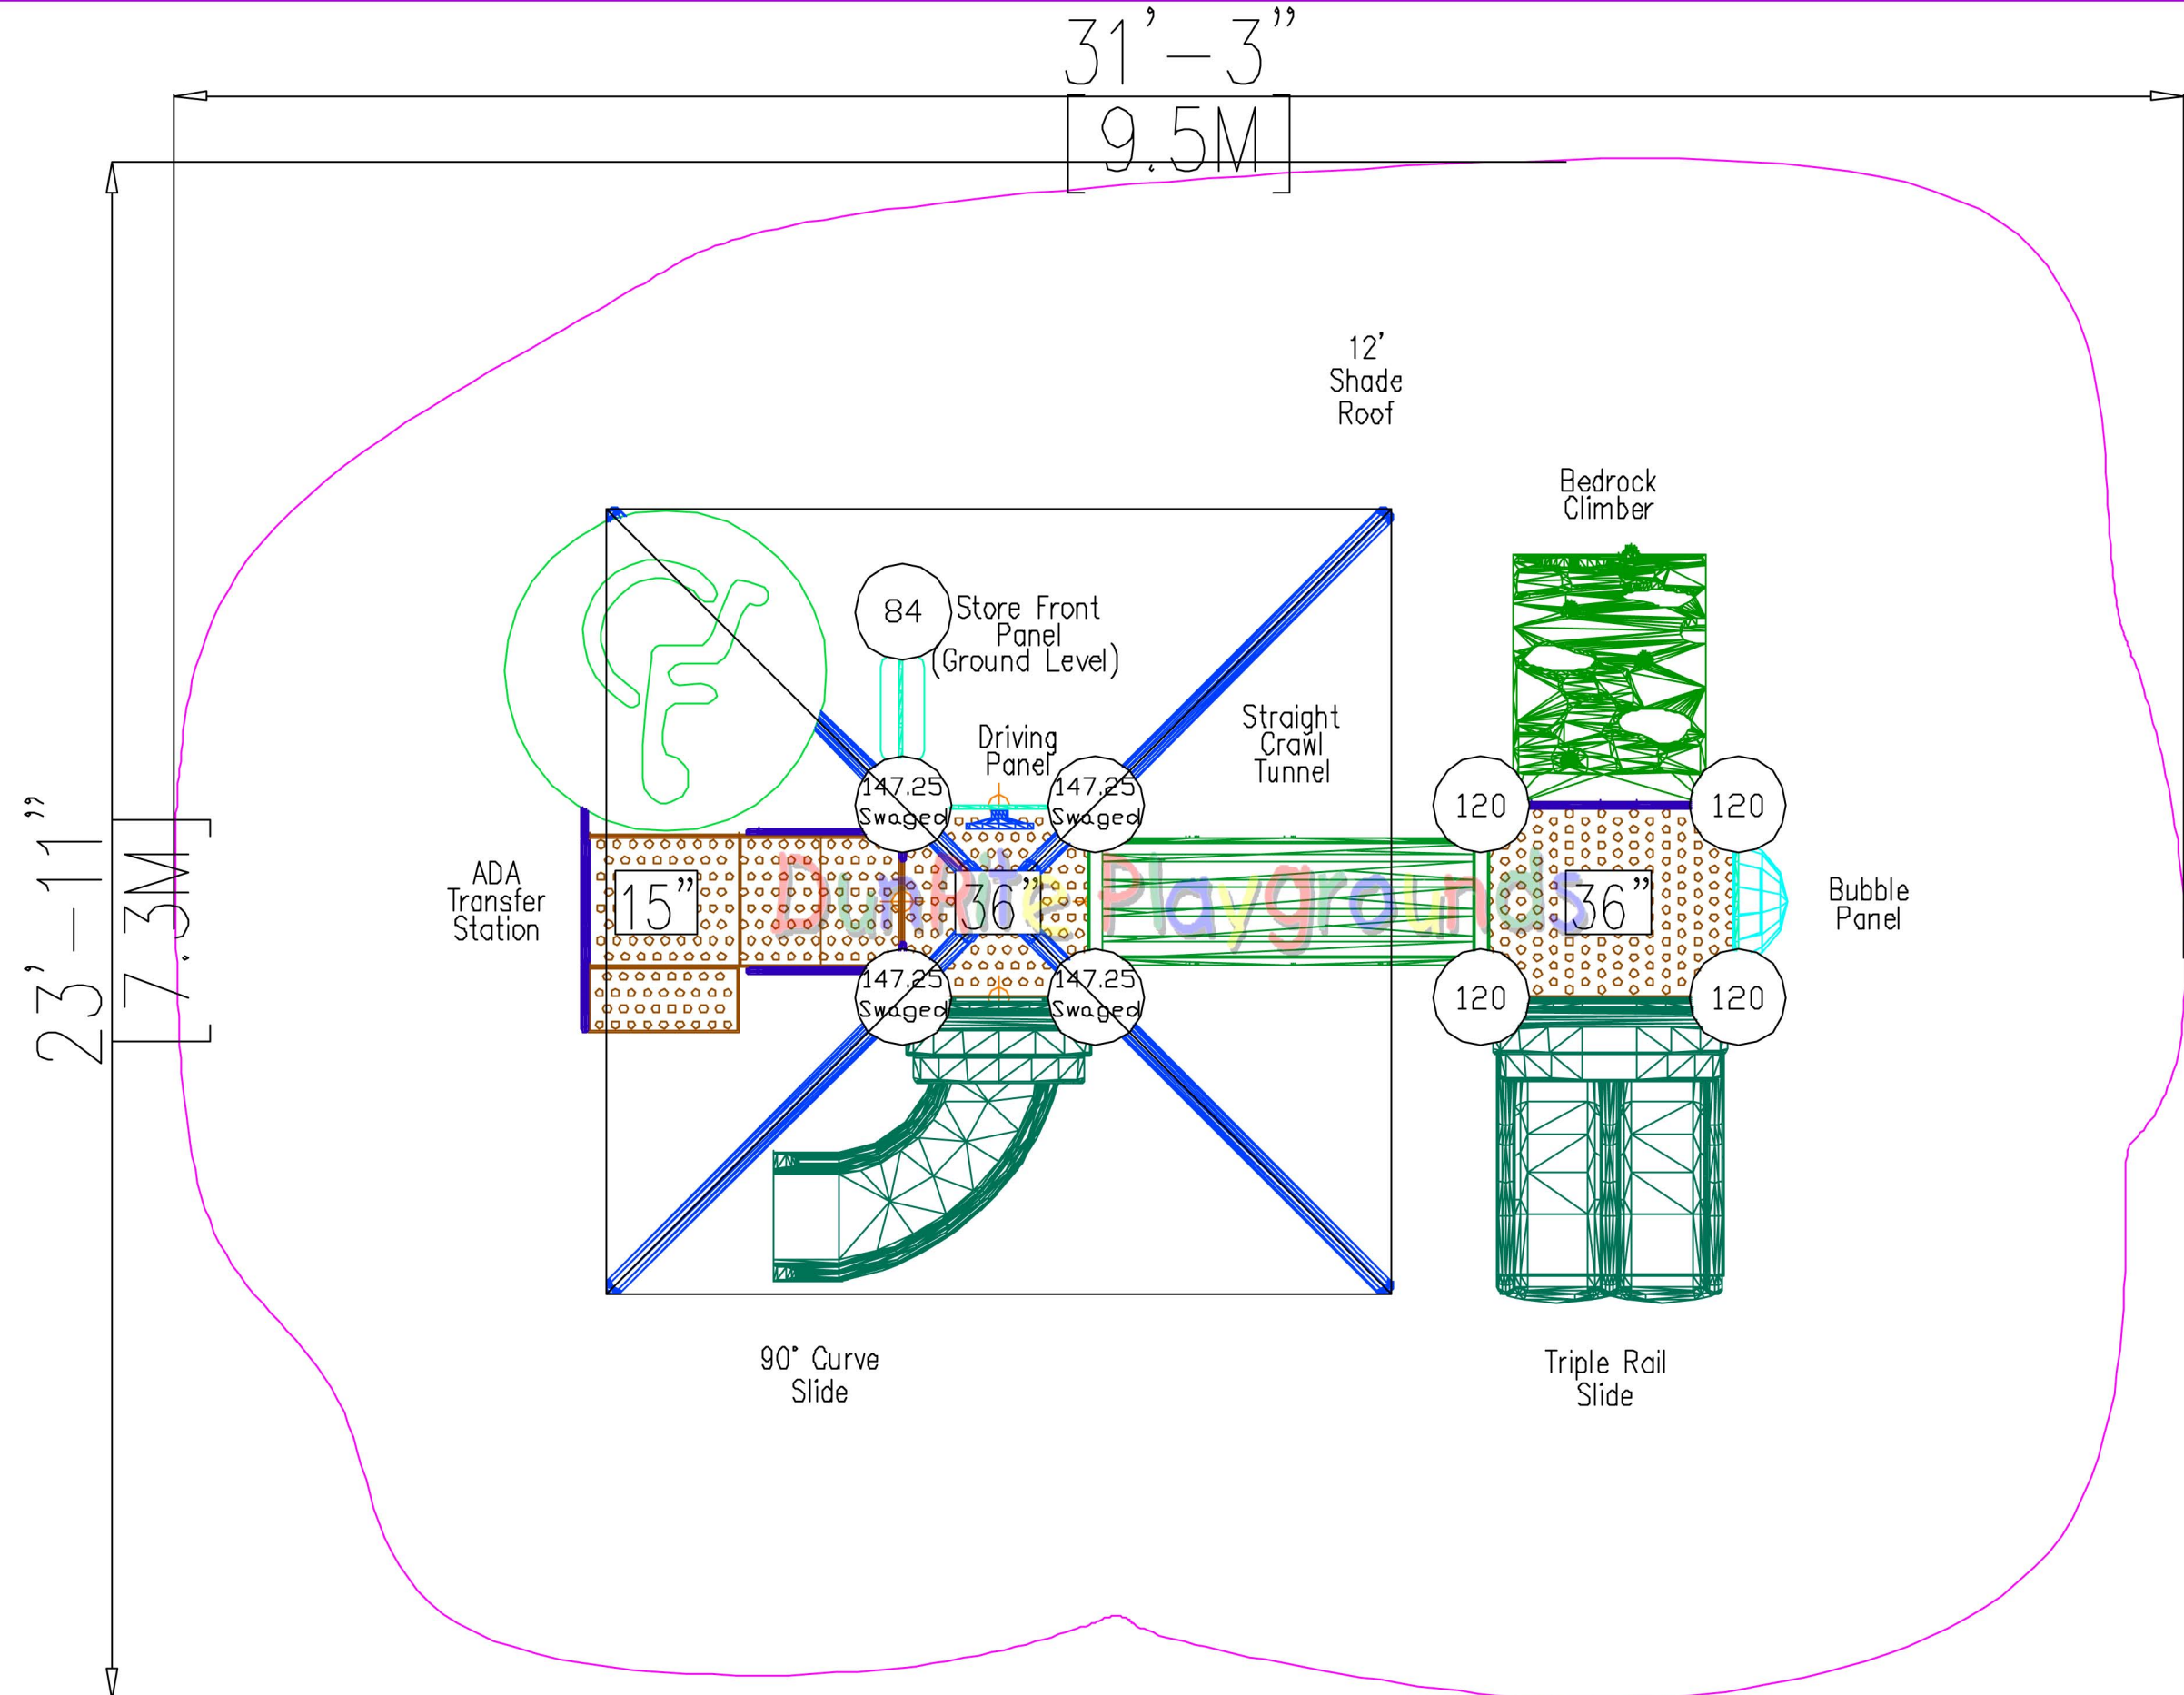 31'-3"
[9.5M]
12'
Shade
Roof
Bedrock
Climber
84
Store Front
Panel
(Ground Level)
Driving
Panel
Straight
Crawl
Tunnel
147.25
Swaged
147.25
Swaged
120
120
23'-11"
[7.3M]
ADA
Transfer
Station
15"
36"
36"
DunRite Playgrounds
Bubble
Panel
147.25
Swaged
147.25
Swaged
120
120
90° Curve
Slide
Triple Rail
Slide